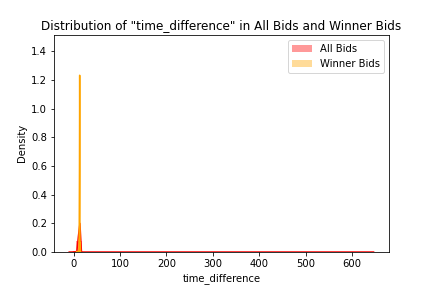 Distribution of "time_difference" in All Bids and Winner Bids
All Bids
Winner Bids
Density
1.4
1.2
1.0
0.8
0.6
0.4
0.2
0.0
0 100 200 300 400 500 600
time_difference